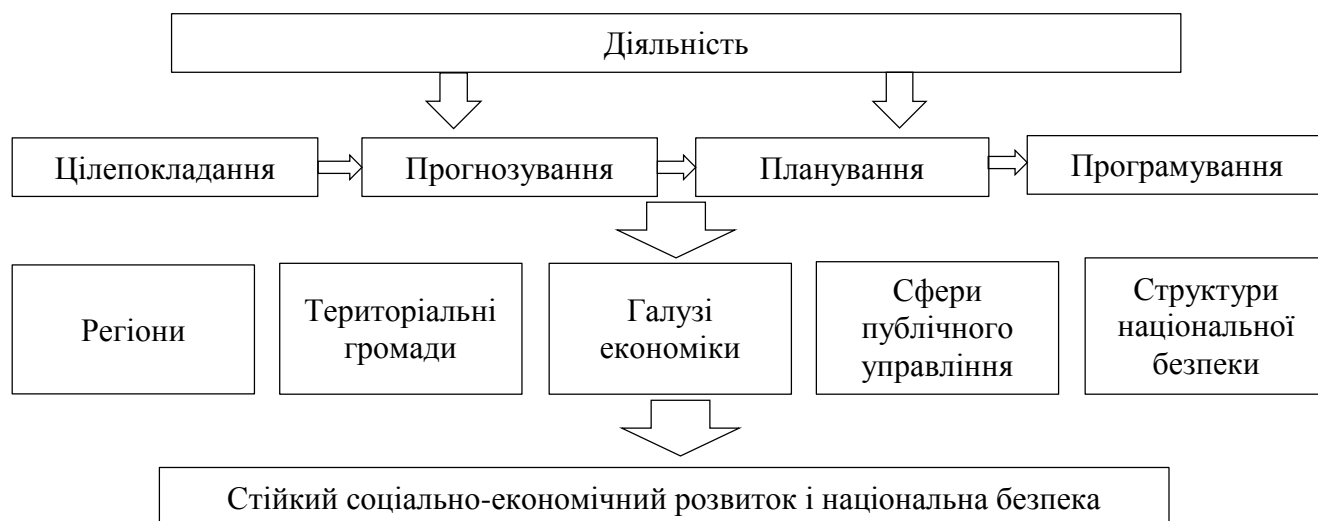 Діяльність
Цілепокладання
Прогнозування
Планування
Програмування
Регіони
Територіальні
громади
Галузі
економіки
Сфери
публічного
управління
Структури
національної
безпеки
Стійкий соціально-економічний розвиток і національна безпека